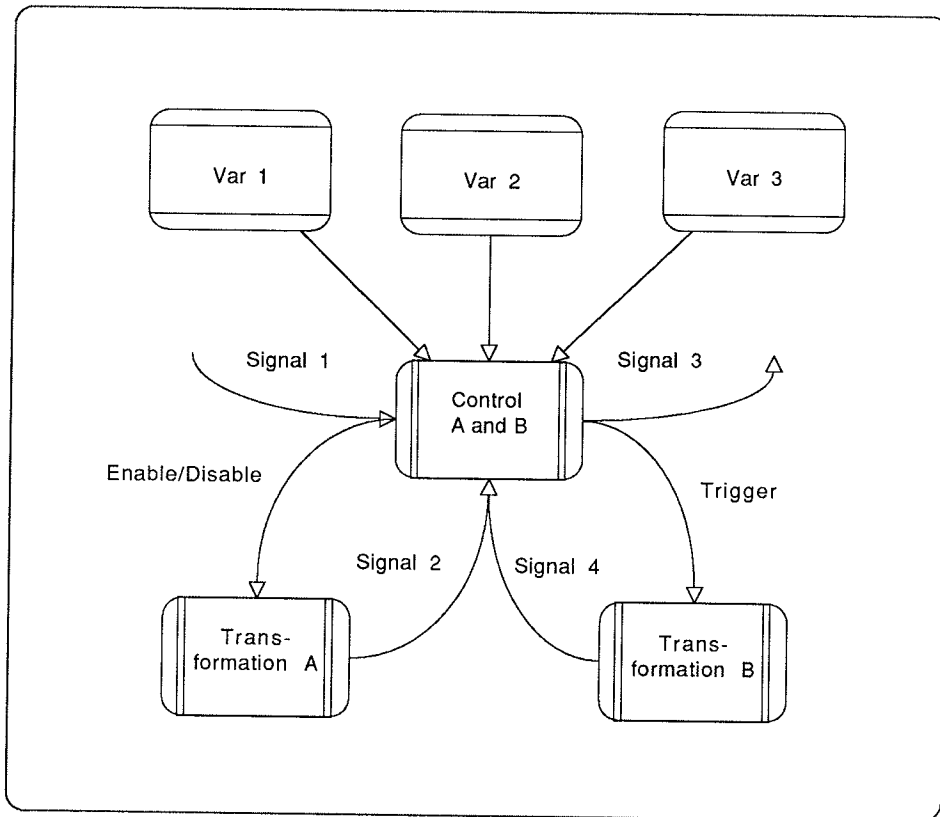 Var 1
Var 2
Var 3
Signal 1
Signal 3
Control
A and B
Enable/Disable
Trigger
Signal 2
Signal 4
Trans-
formation A
Trans-
formation B